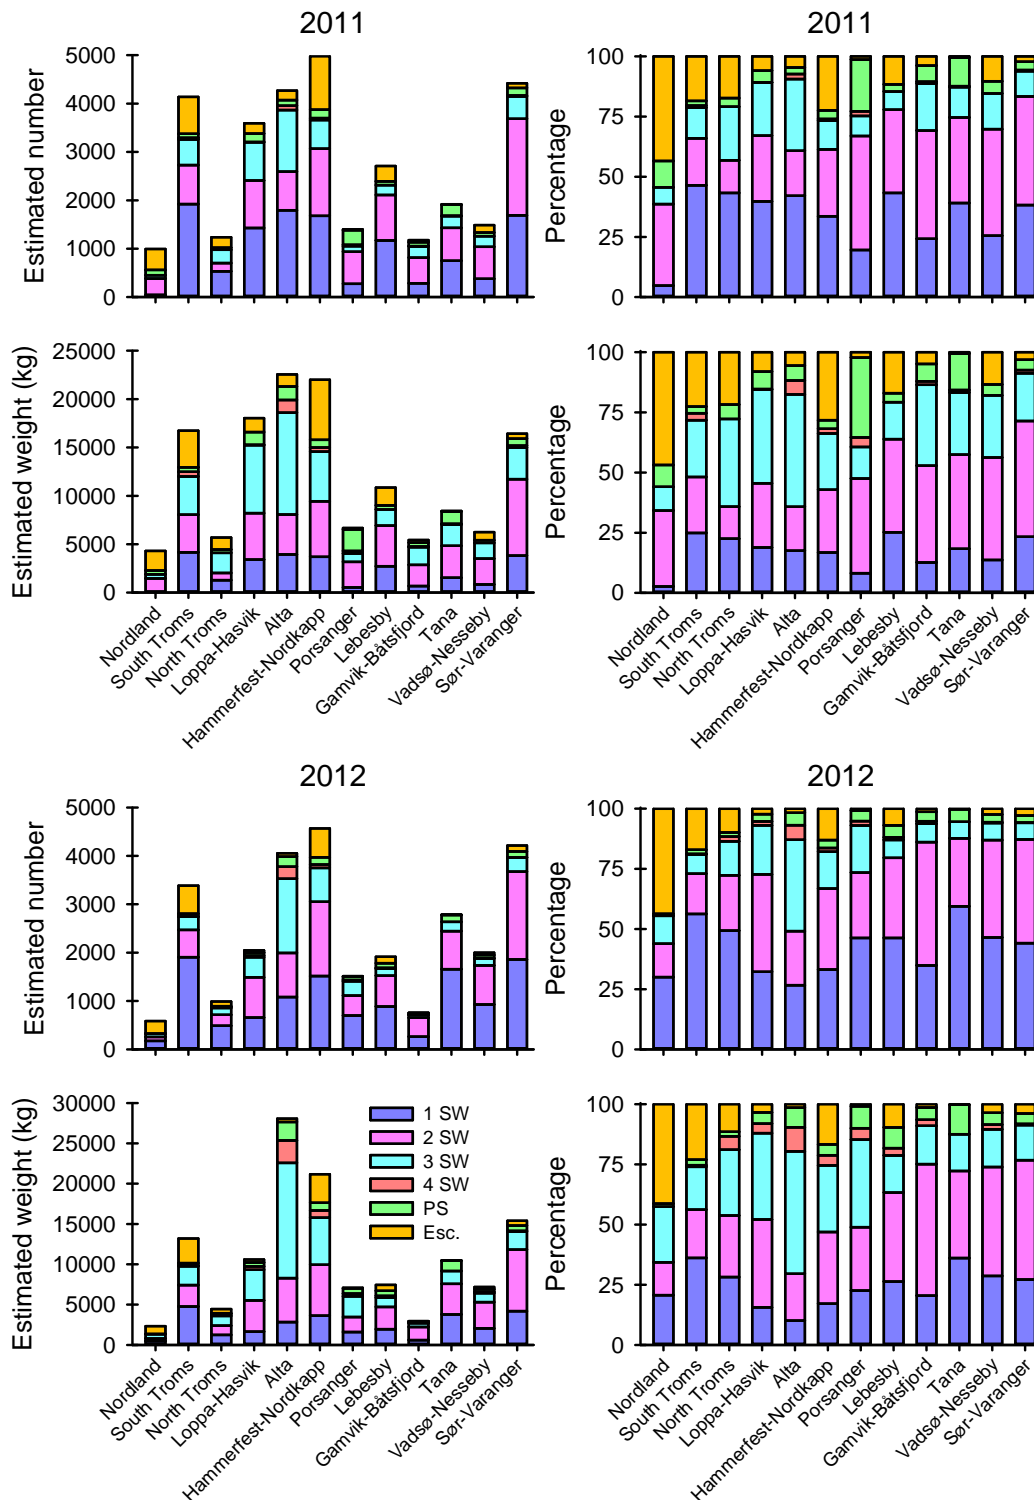 2011
2011
Estimated number
5000
4000
3000
2000
1000
0
Percentage
100
75
50
25
0
Estimated weight (kg)
25000
20000
15000
10000
5000
0
Percentage
100
75
50
25
0
Nordland
South Troms
North Troms
Loppa-Hasvik
Alta
Hammerfest-Nordkapp
Porsanger
Lebesby
Gamvik-Båtsfjord
Tana
Vadsø-Nesseby
Sør-Varanger
Nordland
South Troms
North Troms
Loppa-Hasvik
Alta
Hammerfest-Nordkapp
Porsanger
Lebesby
Gamvik-Båtsfjord
Tana
Vadsø-Nesseby
Sør-Varanger
2012
2012
Estimated number
5000
4000
3000
2000
1000
0
Percentage
100
75
50
25
0
Estimated weight (kg)
30000
25000
20000
15000
10000
5000
0
1 SW
2 SW
3 SW
4 SW
PS
Esc.
Percentage
100
75
50
25
0
Nordland
South Troms
North Troms
Loppa-Hasvik
Alta
Hammerfest-Nordkapp
Porsanger
Lebesby
Gamvik-Båtsfjord
Tana
Vadsø-Nesseby
Sør-Varanger
Nordland
South Troms
North Troms
Loppa-Hasvik
Alta
Hammerfest-Nordkapp
Porsanger
Lebesby
Gamvik-Båtsfjord
Tana
Vadsø-Nesseby
Sør-Varanger